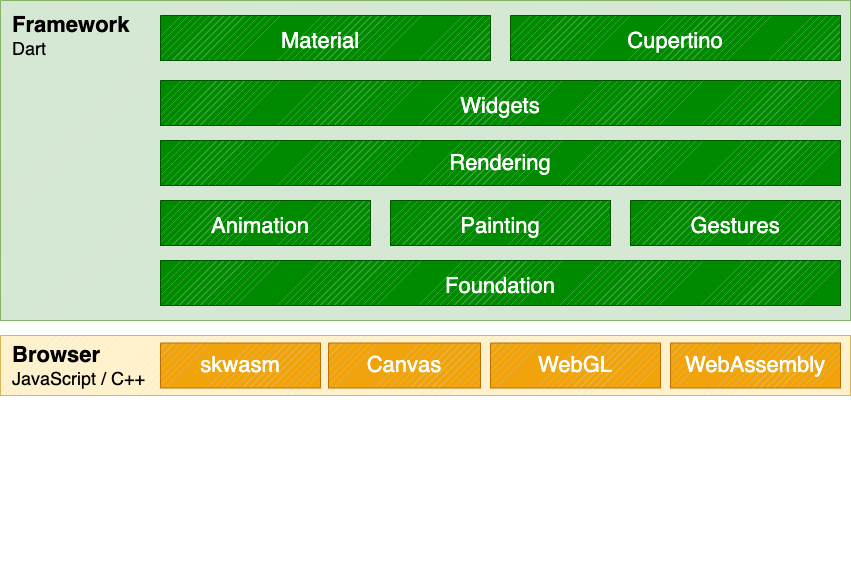 Framework
Dart
Material
Cupertino
Widgets
Rendering
Animation
Painting
Gestures
Foundation
Browser
JavaScript / C++
skwasm
Canvas
WebGL
WebAssembly